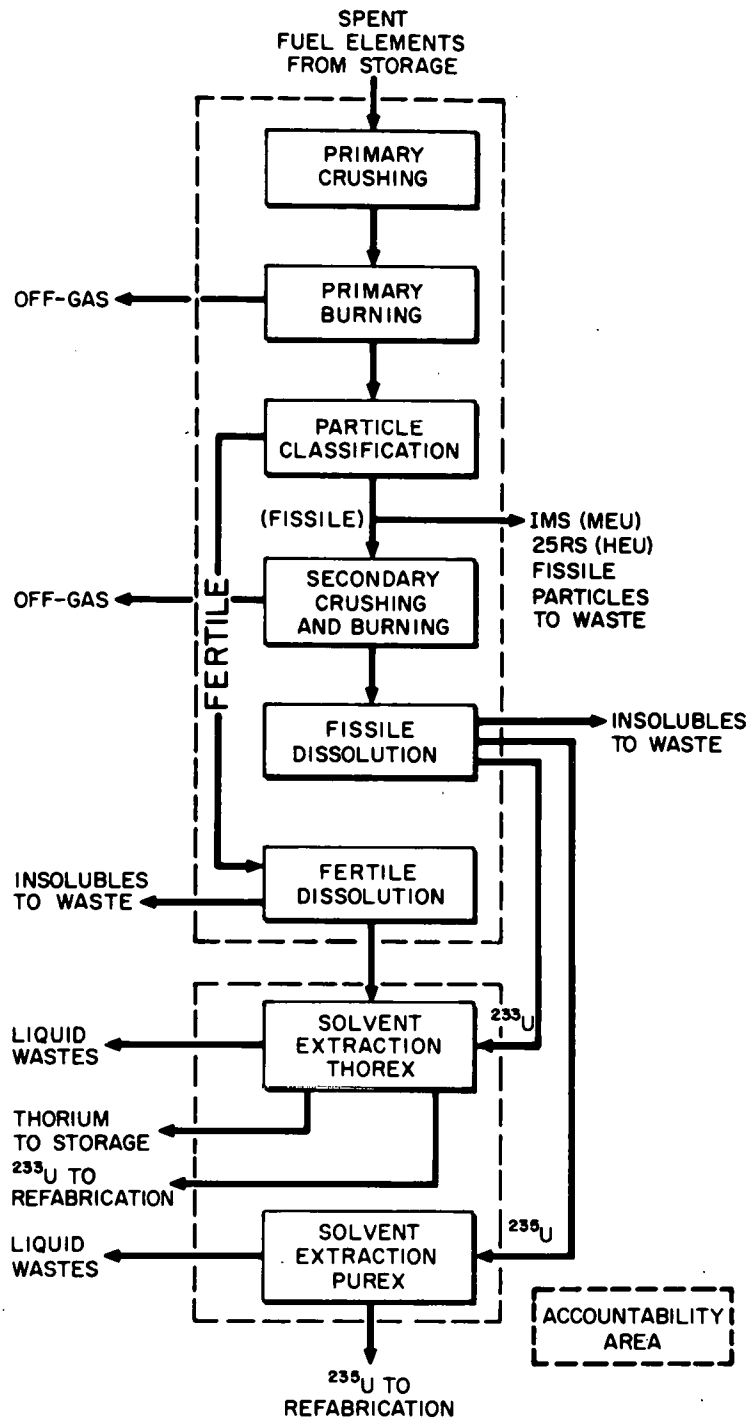 SPENT
FUEL ELEMENTS
FROM STORAGE
PRIMARY
CRUSHING
OFF-GAS
PRIMARY
BURNING
PARTICLE
CLASSIFICATION
(FISSILE)
IMS (MEU)
25RS (HEU)
FISSILE
PARTICLES
TO WASTE
OFF-GAS
SECONDARY
CRUSHING
AND BURNING
FERTILE
FISSILE
DISSOLUTION
INSOLUBLES
TO WASTE
INSOLUBLES
TO WASTE
FERTILE
DISSOLUTION
LIQUID
WASTES
SOLVENT
EXTRACTION
THOREX
²³³U
THORIUM
TO STORAGE
²³³U TO
REFABRICATION
LIQUID
WASTES
SOLVENT
EXTRACTION
PUREX
²³⁵U
ACCOUNTABILITY
AREA
²³⁵U TO
REFABRICATION